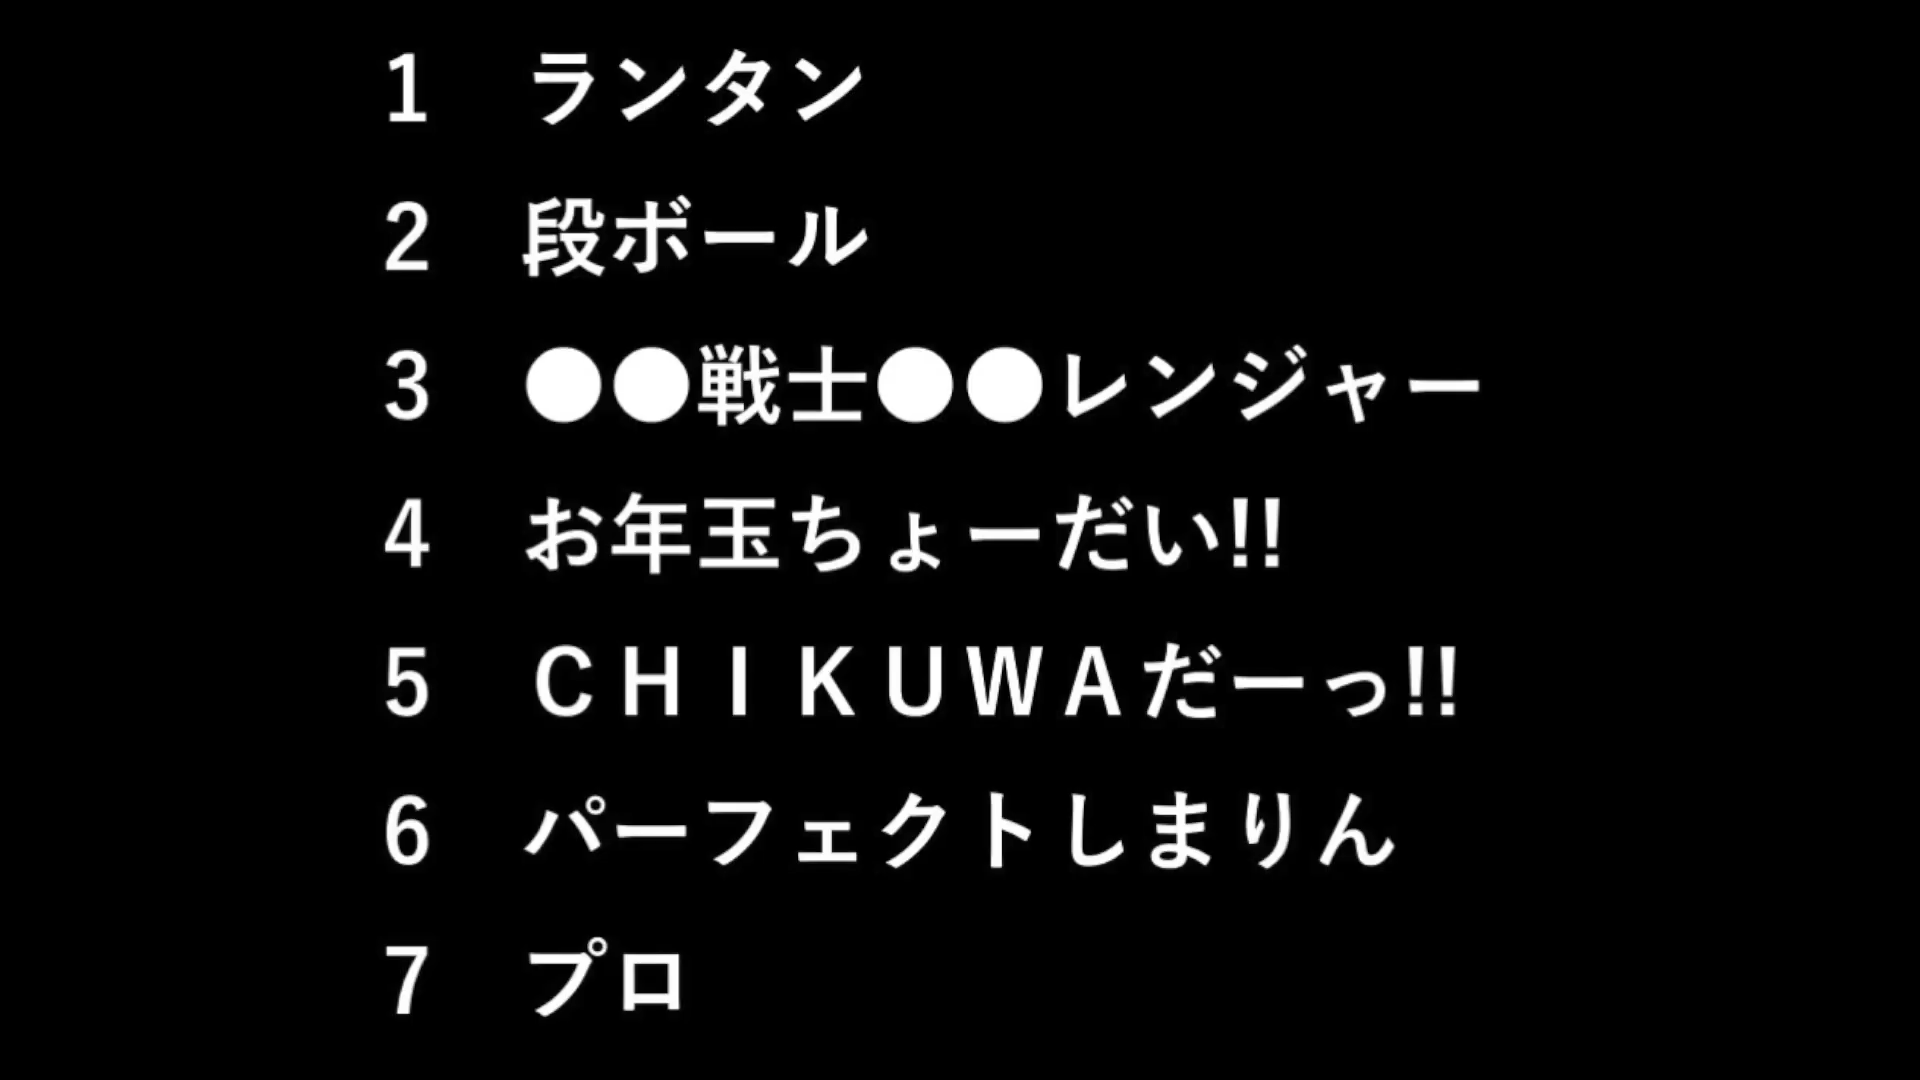 1 ランタン
2 段ボール
3 ●●戦士●●レンジャー
4 お年玉ちょーだい!!
5 ＣＨＩＫＵＷＡだーっ!!
6 パーフェクトしまりん
7 プロ